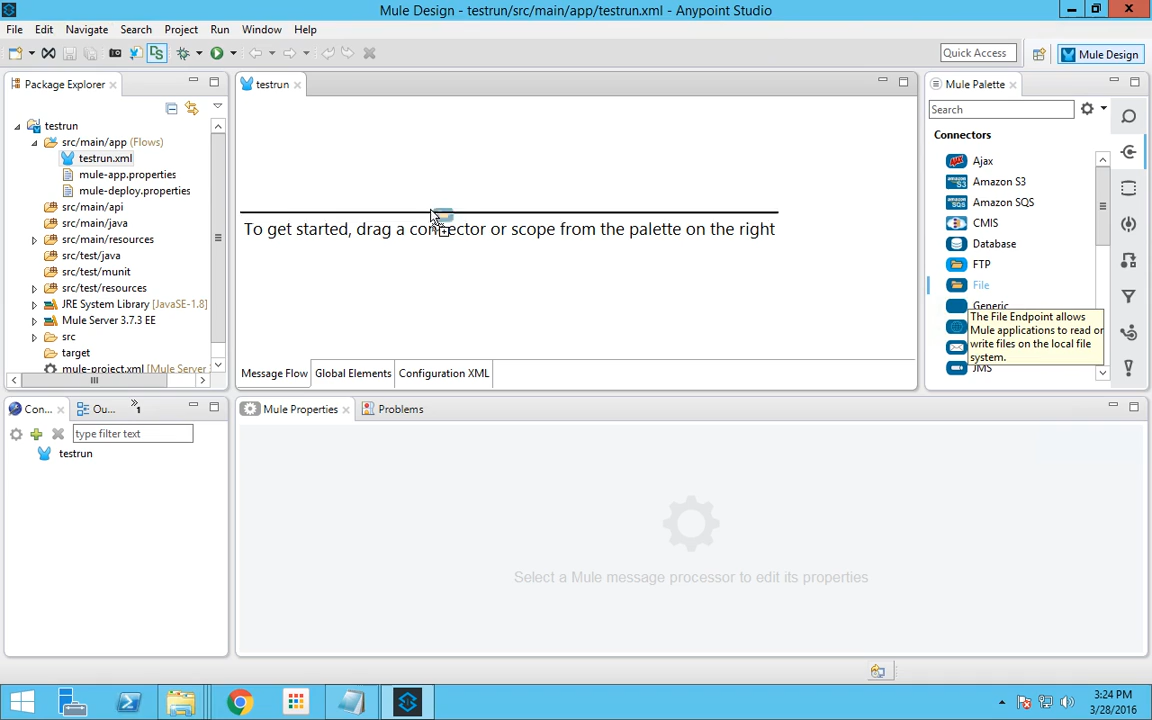 Mule Design - testrun/src/main/app/testrun.xml - Anypoint Studio
File Edit Navigate Search Project Run Window Help
Quick Access
Mule Design
Package Explorer
testrun
src/main/app (Flows)
testrun.xml
mule-app.properties
mule-deploy.properties
src/main/api
src/main/java
src/main/resources
src/test/java
src/test/munit
src/test/resources
JRE System Library [JavaSE-1.8]
Mule Server 3.7.3 EE
src
target
mule-project.xml [Mule Server
testrun
To get started, drag a connector or scope from the palette on the right
Message Flow Global Elements Configuration XML
Mule Palette
Search
Connectors
Ajax
Amazon S3
Amazon SQS
CMIS
Database
FTP
File
Generic
The File Endpoint allows
Mule applications to read or
write files on the local file
system.
JMS
Con... Ou... 1
type filter text
testrun
Mule Properties Problems
Select a Mule message processor to edit its properties
3:24 PM
3/28/2016